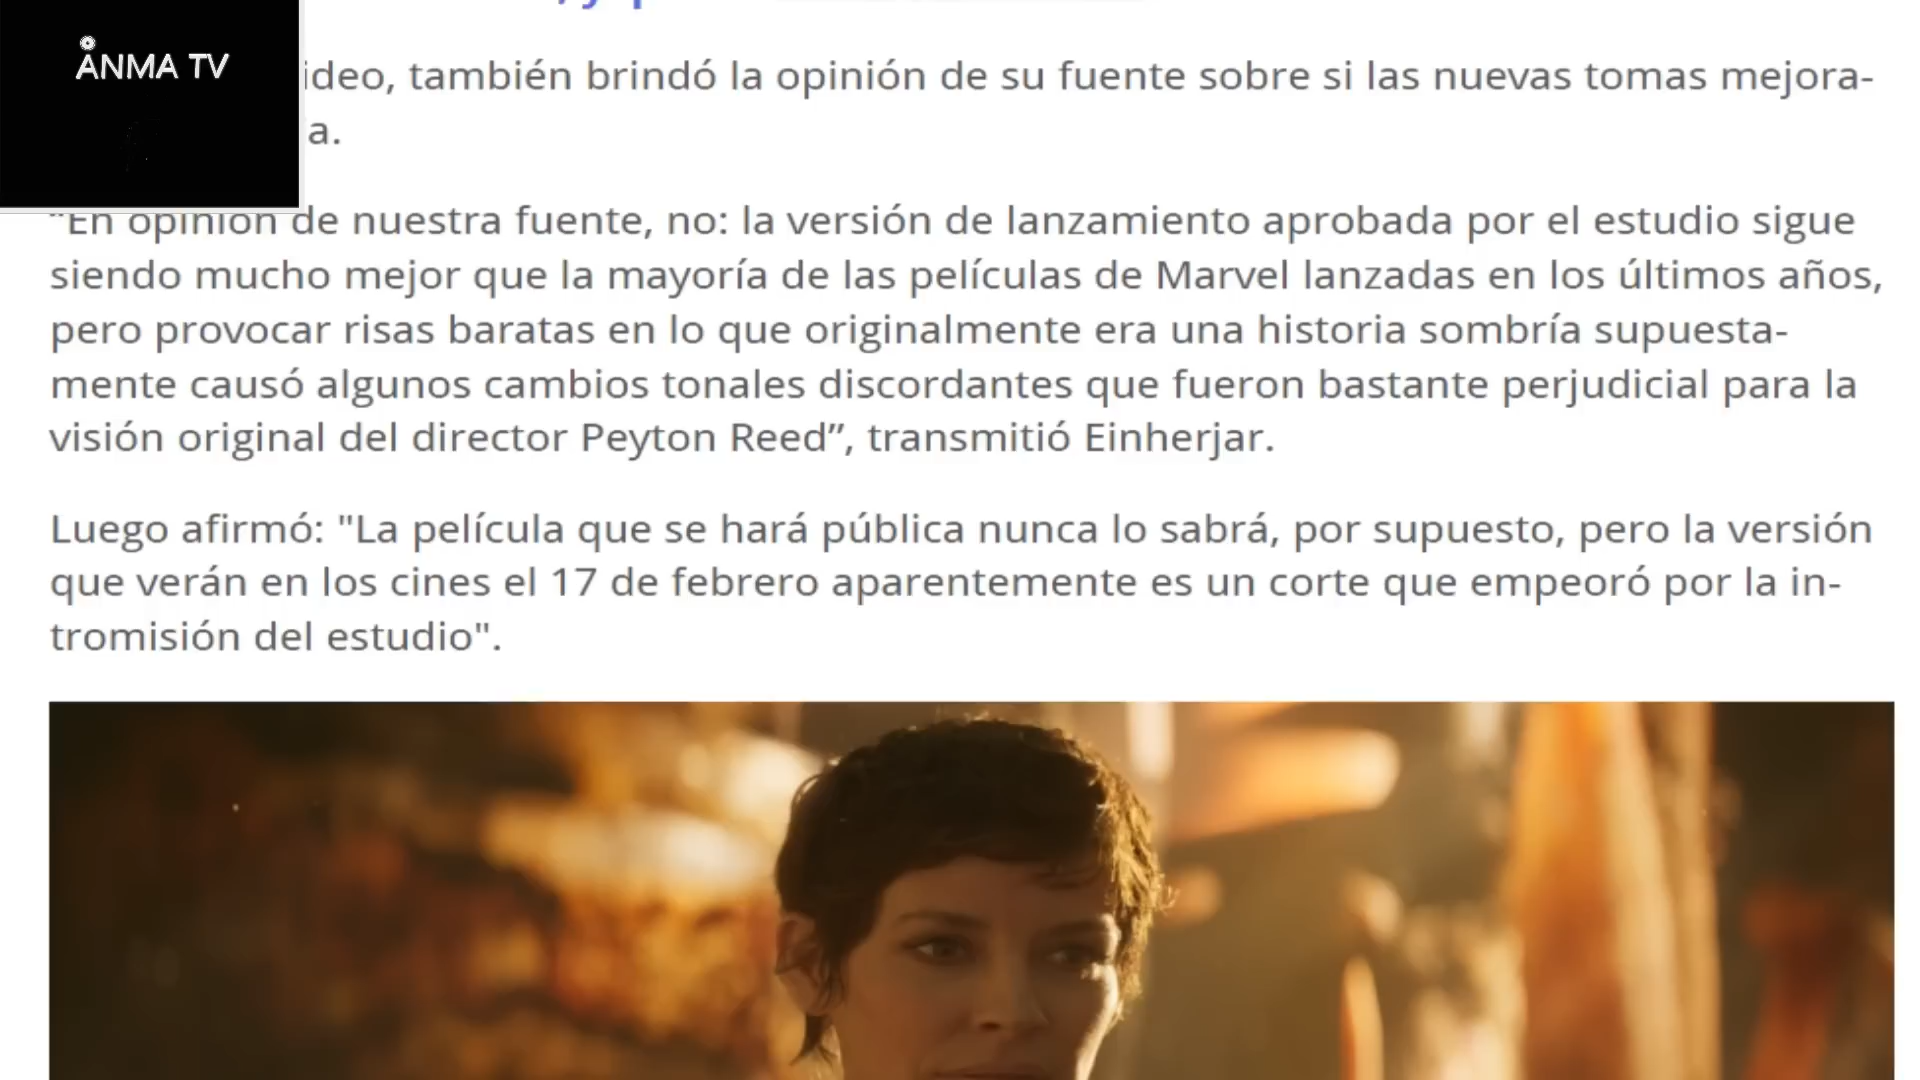 ANMA TV
ideo, también brindó la opinión de su fuente sobre si las nuevas tomas mejora-
a.
“En opinión de nuestra fuente, no: la versión de lanzamiento aprobada por el estudio sigue
siendo mucho mejor que la mayoría de las películas de Marvel lanzadas en los últimos años,
pero provocar risas baratas en lo que originalmente era una historia sombría supuesta-
mente causó algunos cambios tonales discordantes que fueron bastante perjudicial para la
visión original del director Peyton Reed”, transmitió Einherjar.
Luego afirmó: "La película que se hará pública nunca lo sabrá, por supuesto, pero la versión
que verán en los cines el 17 de febrero aparentemente es un corte que empeoró por la in-
tromisión del estudio".